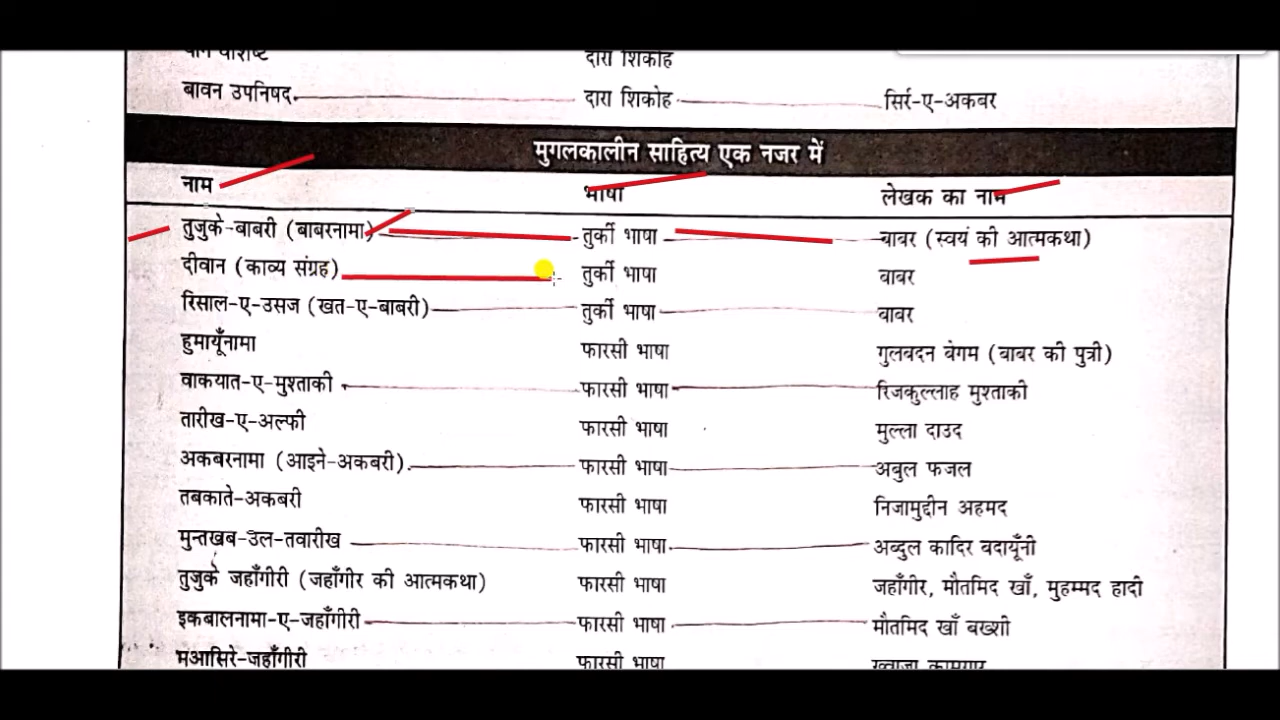 दारा शिकोह
बावन उपनिषद् दारा शिकोह सिर्र-ए-अकबर
मुगलकालीन साहित्य एक नजर में
नाम भाषा लेखक का नाम
तुजुके-बाबरी (बाबरनामा) तुर्की भाषा बाबर (स्वयं की आत्मकथा)
दीवान (काव्य संग्रह) तुर्की भाषा बाबर
रिसाल-ए-उसज (खत-ए-बाबरी) तुर्की भाषा बाबर
हुमायूँनामा फारसी भाषा गुलबदन बेगम (बाबर की पुत्री)
वाकयात-ए-मुश्ताकी फारसी भाषा रिजकुल्लाह मुश्ताकी
तारीख-ए-अल्फी फारसी भाषा मुल्ला दाउद
अकबरनामा (आइने-अकबरी) फारसी भाषा अबुल फजल
तबकाते-अकबरी फारसी भाषा निजामुद्दीन अहमद
मुन्तखब-उल-तवारीख फारसी भाषा अब्दुल कादिर बदायूँनी
तुजुके जहाँगीरी (जहाँगीर की आत्मकथा) फारसी भाषा जहाँगीर, मौतमिद खाँ, मुहम्मद हादी
इकबालनामा-ए-जहाँगीरी फारसी भाषा मौतमिद खाँ बख्शी
मआसिरे-जहाँगीरी फारसी भाषा